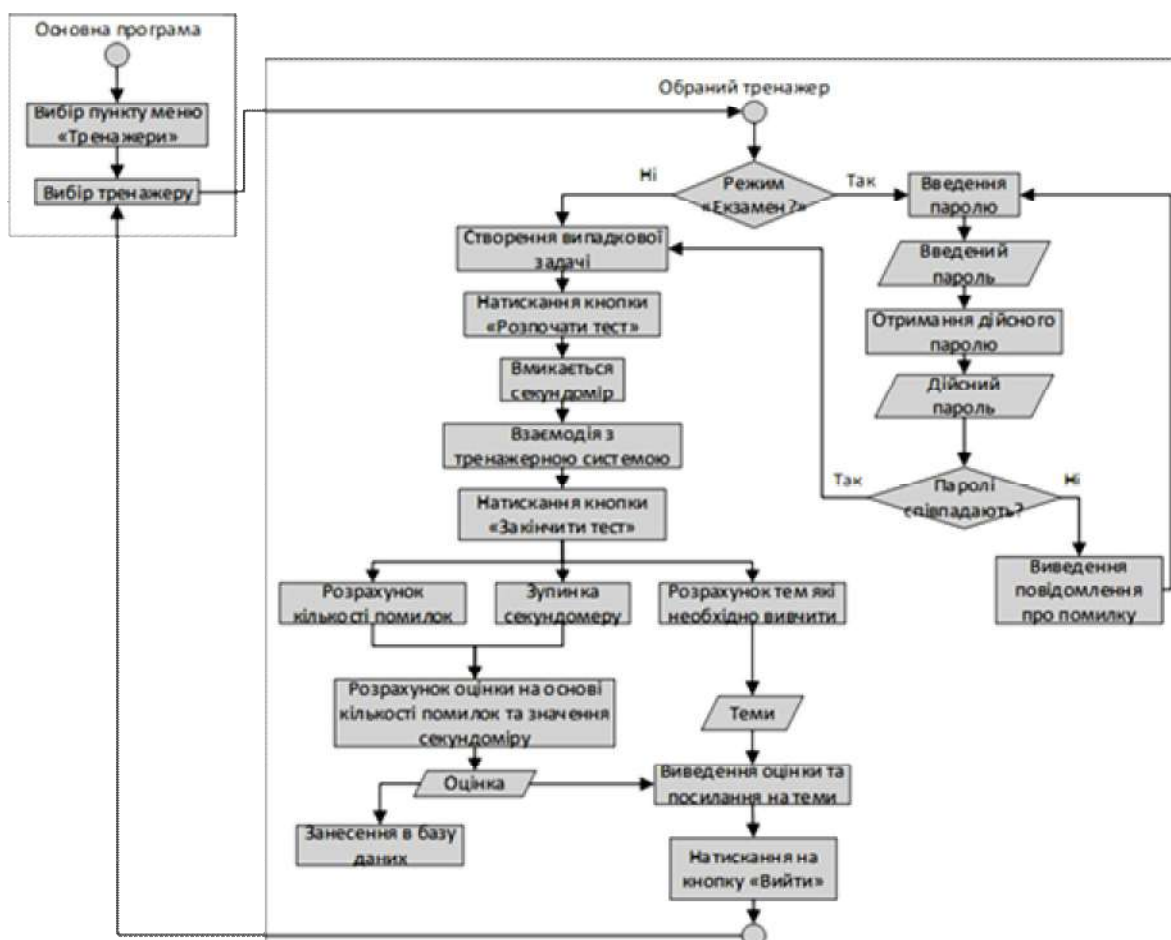 Основна програма
Вибір пункту меню
«Тренажери»
Вибір тренажеру
Обраний тренажер
Режим
«Екзамен?»
Ні
Так
Введення
паролю
Створення випадкової
задачі
Введений
пароль
Натискання кнопки
«Розпочати тест»
Отримання дійсного
паролю
Вмикається
секундомір
Дійсний
пароль
Взаємодія з
тренажерною системою
Паролі
співпадають?
Так
Ні
Натискання кнопки
«Закінчити тест»
Виведення
повідомлення
про помилку
Розрахунок
кількості помилок
Зупинка
секундомеру
Розрахунок тем які
необхідно вивчити
Розрахунок оцінки на основі
кількості помилок та значення
секундоміру
Теми
Оцінка
Виведення оцінки та
посилання на теми
Занесення в базу
даних
Натискання на
кнопку «Вийти»